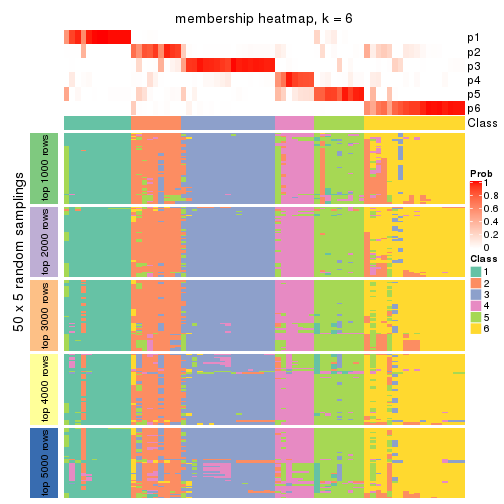 membership heatmap, k = 6
p1
p2
p3
p4
p5
p6
Class
50 x 5 random samplings
top 1000 rows
top 2000 rows
top 3000 rows
top 4000 rows
top 5000 rows
Prob
1
0.8
0.6
0.4
0.2
0
Class
1
2
3
4
5
6